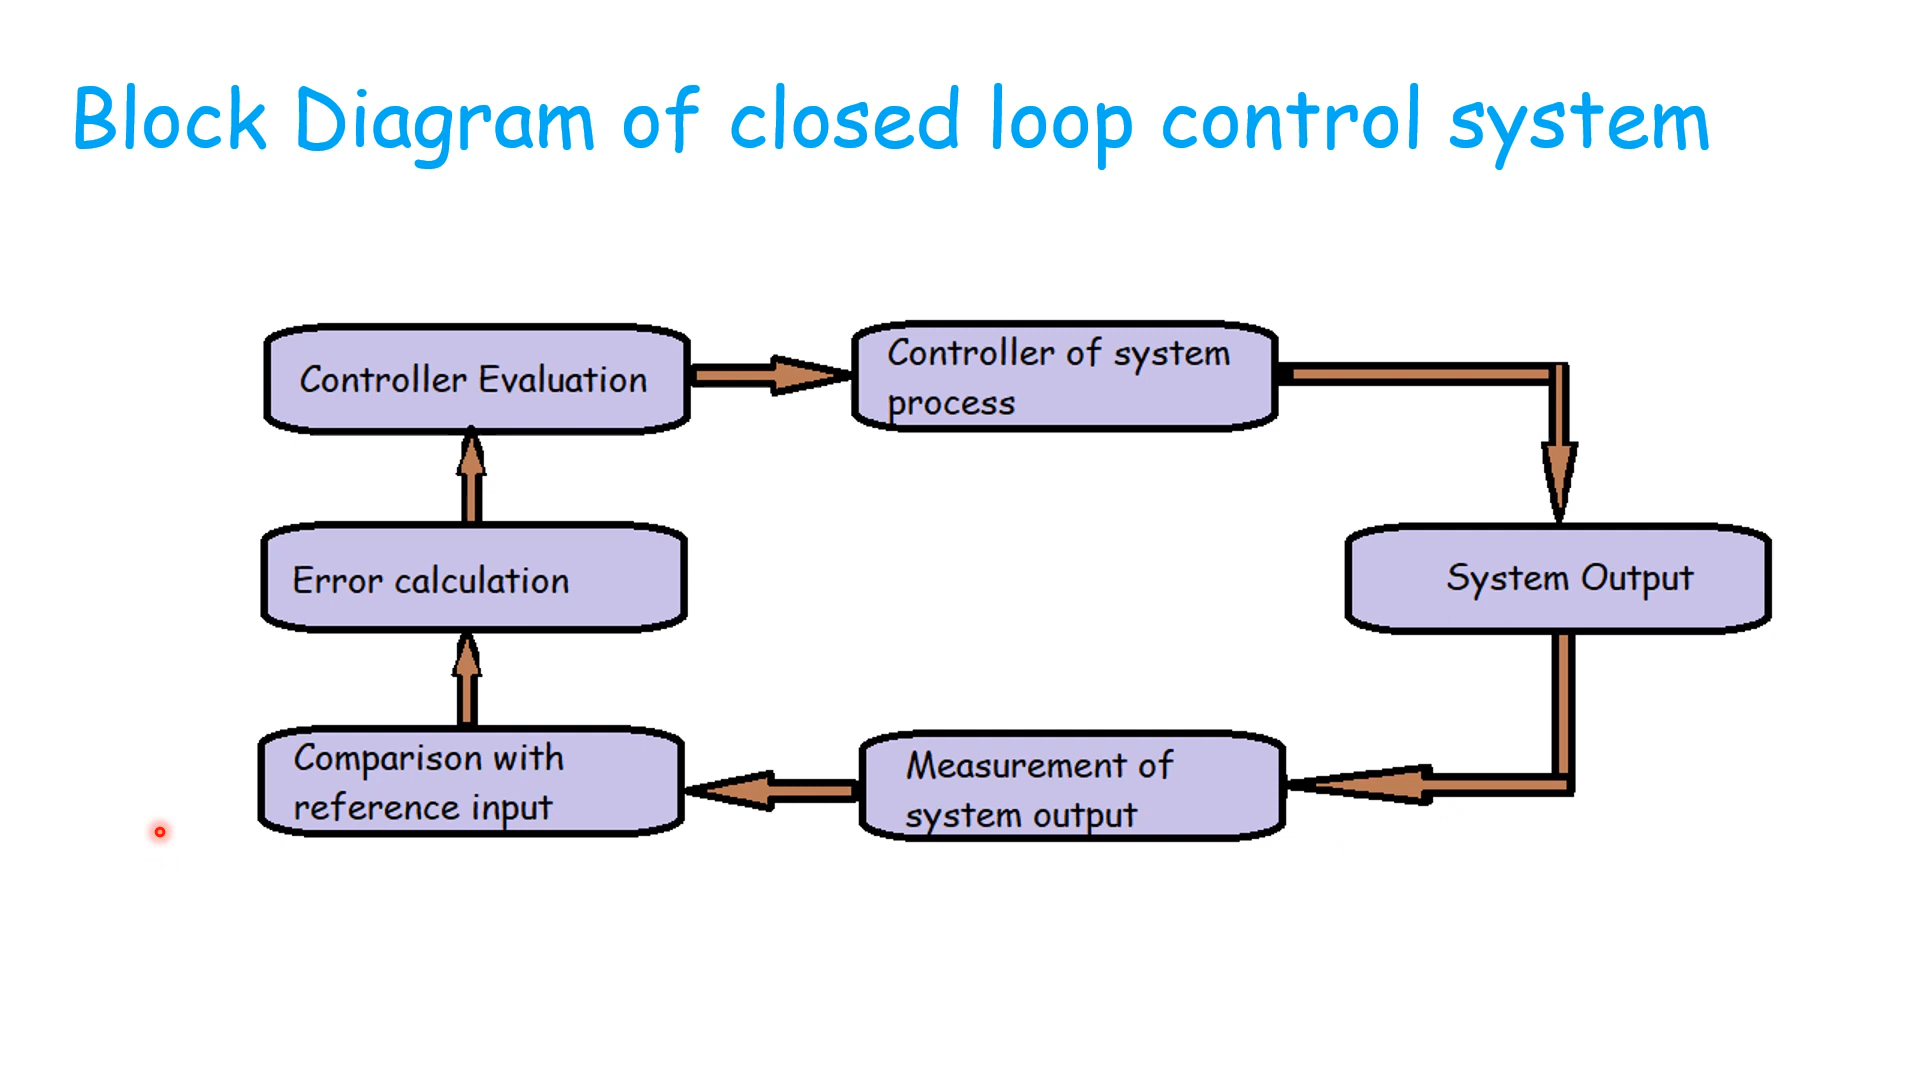 Block Diagram of closed loop control system
Controller Evaluation
Controller of system
process
Error calculation
System Output
Comparison with
reference input
Measurement of
system output